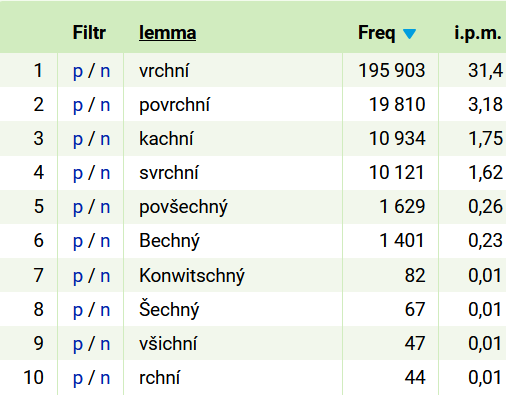 Filtr lemma Freq i.p.m.
1 p / n vrchní 195 903 31,4
2 p / n povrchní 19 810 3,18
3 p / n kachní 10 934 1,75
4 p / n svrchní 10 121 1,62
5 p / n povšechný 1 629 0,26
6 p / n Bechný 1 401 0,23
7 p / n Konwitschný 82 0,01
8 p / n Šechný 67 0,01
9 p / n všichní 47 0,01
10 p / n rchní 44 0,01